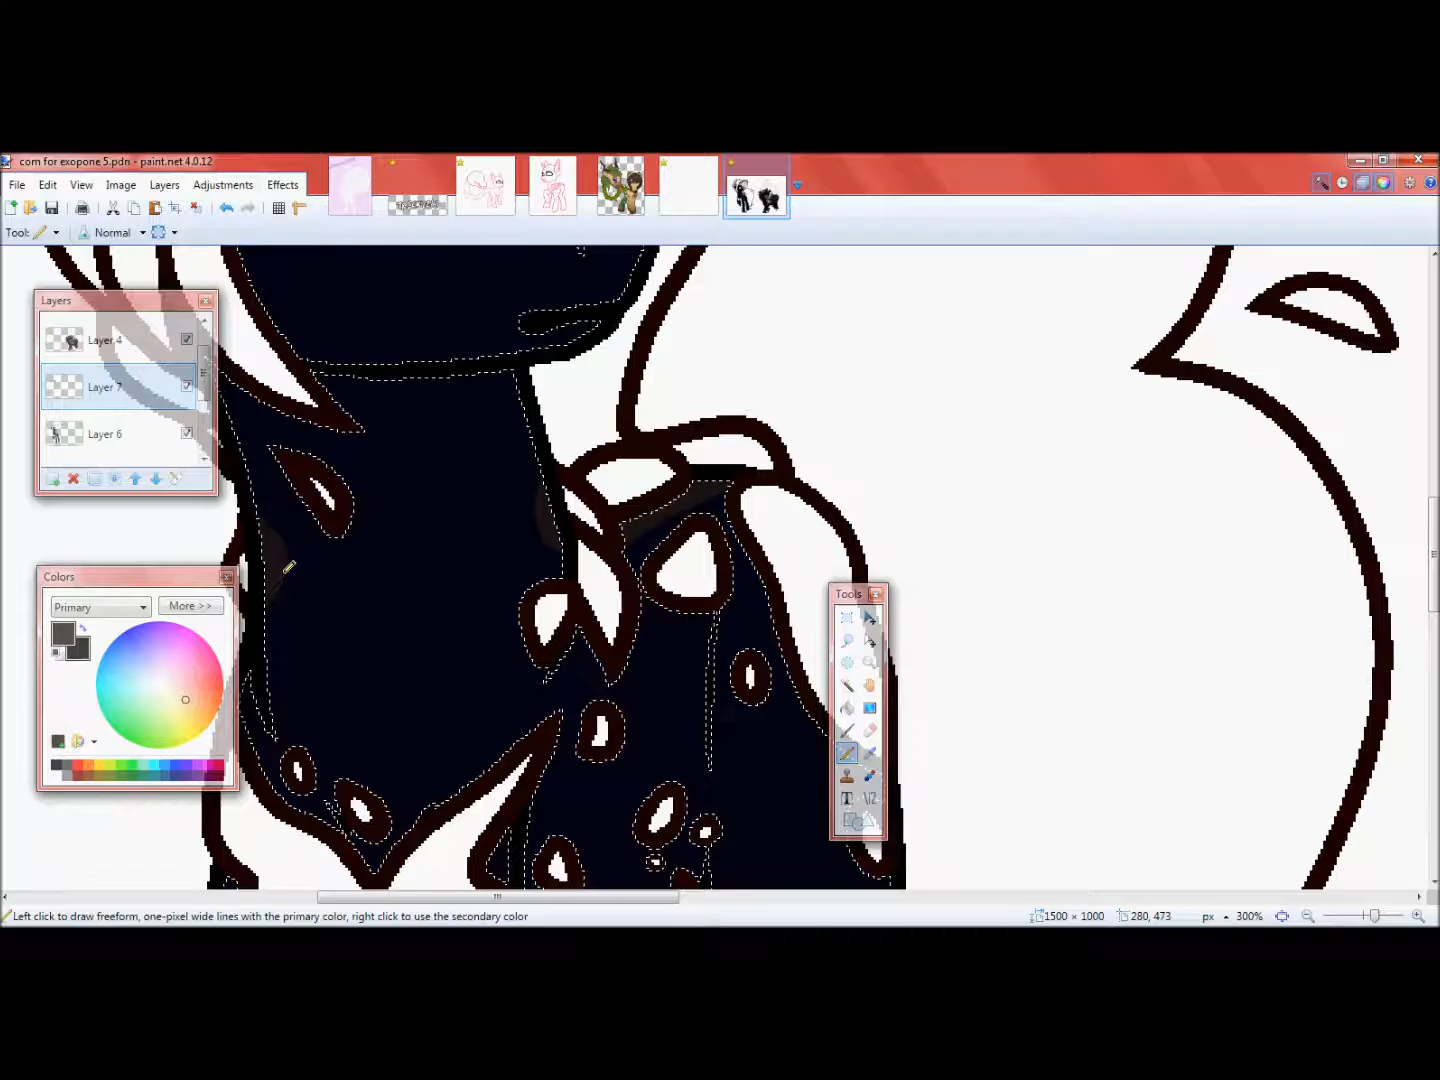 com for exopone 5.pdn - paint.net 4.0.12
File Edit View Image Layers Adjustments Effects
Tool: Normal
Layers
Layer 4
Layer 7
Layer 6
Colors
Primary More >>
Tools
Left click to draw freeform, one-pixel wide lines with the primary color, right click to use the secondary color
1500 × 1000 280, 473 px 300%